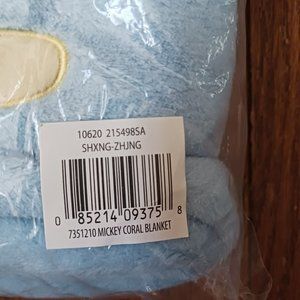 10620 215498SA
SHXNG-ZHJNG
0 85214 09375 8
7351210 MICKEY CORAL BLANKET